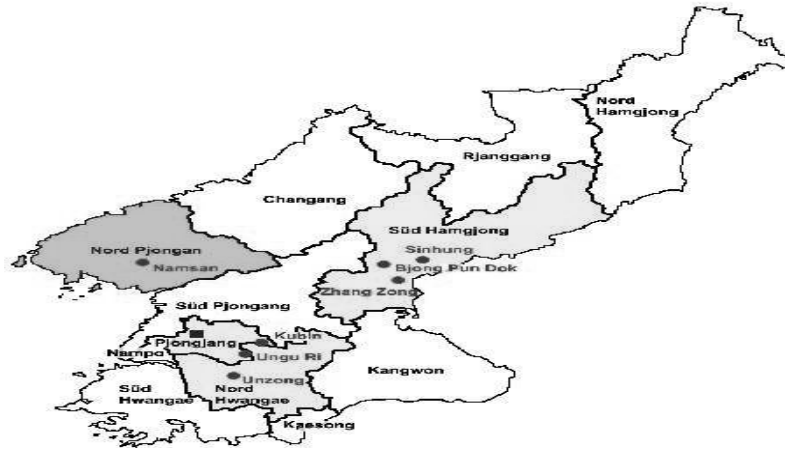 Nord
Hamgjong
Rjanggang
Changang
Süd Hamgjong
Nord Pjongan
Namsan
Sinhung
Bjong Pun Dok
Zhang Zong
Süd Pjongang
Pjongjang
Kubin
Nampo
Ungu Ri
Kangwon
Unzong
Süd
Hwangae
Nord
Hwangae
Kaesong